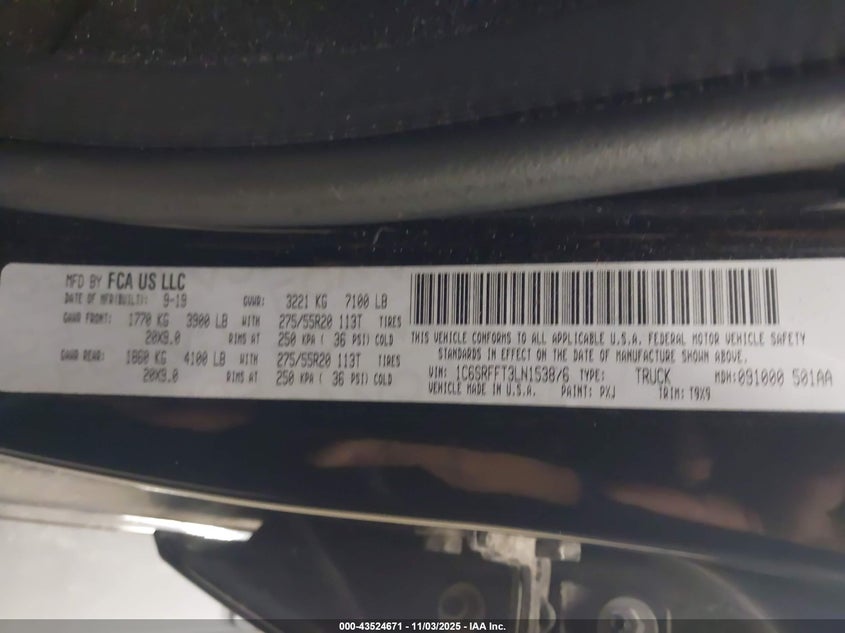 MFD BY FCA US LLC
DATE OF MFR(BUILT): 9-19 GVWR: 3221 KG 7100 LB
GAWR FRONT: 1770 KG 3900 LB WITH 275/55R20 113T TIRES
20X9.0 RIMS AT 250 KPA ( 36 PSI) COLD
GAWR REAR: 1860 KG 4100 LB WITH 275/55R20 113T TIRES
20X9.0 RIMS AT 250 KPA ( 36 PSI) COLD
THIS VEHICLE CONFORMS TO ALL APPLICABLE U.S.A. FEDERAL MOTOR VEHICLE SAFETY
STANDARDS IN EFFECT ON THE DATE OF MANUFACTURE SHOWN ABOVE.
VIN: 1C6SRFFT3LN153876 TYPE: TRUCK MDH:091000 501AA
VEHICLE MADE IN U.S.A. PAINT: PXJ TRIM: T9X9
000-43524671 - 11/03/2025 - IAA Inc.